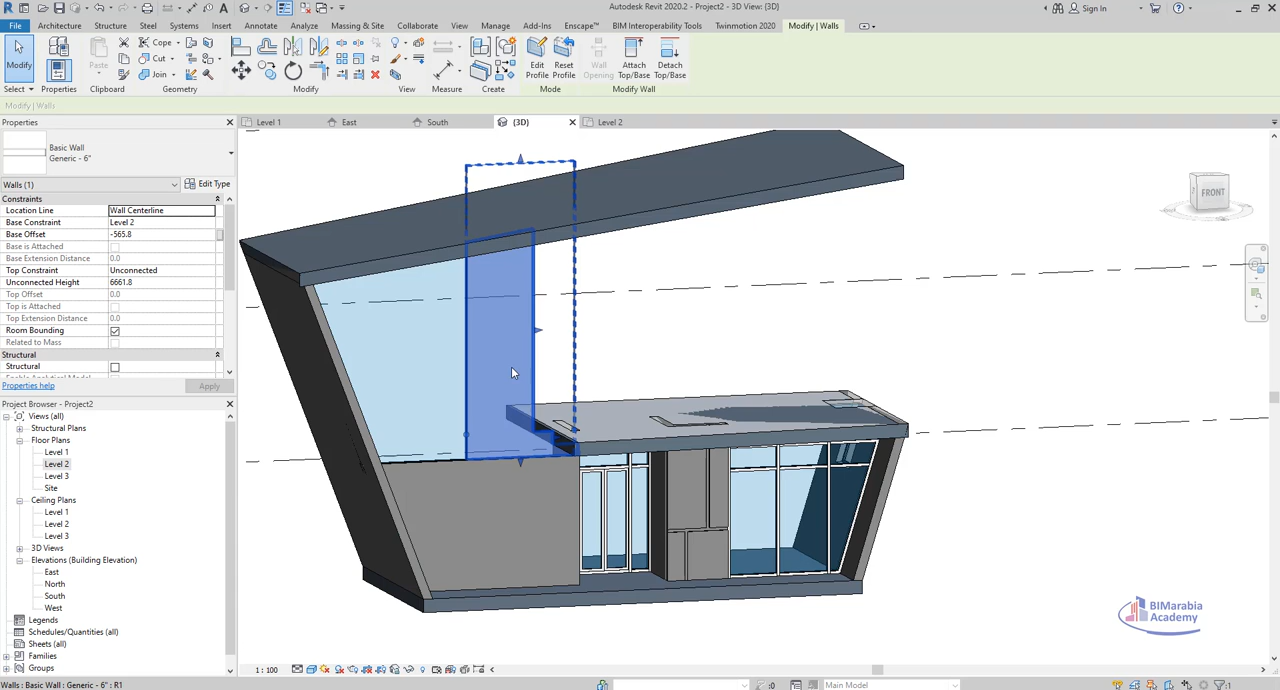 Autodesk Revit 2020.2 - Project2 - 3D View: {3D}
Sign In
File Architecture Structure Steel Systems Insert Annotate Analyze Massing & Site Collaborate View Manage Add-Ins Enscape™ BIM Interoperability Tools Twinmotion 2020 Modify | Walls
Modify Properties Paste Cope Cut Join Edit Profile Reset Profile Wall Opening Attach Top/Base Detach Top/Base
Select Properties Clipboard Geometry Modify View Measure Create Mode Modify Wall
Modify | Walls
Properties
Level 1 East South {3D} Level 2
Basic Wall
Generic - 6"
Walls (1) Edit Type
Constraints
Location Line Wall Centerline
Base Constraint Level 2
Base Offset -565.8
Base is Attached
Base Extension Distance 0.0
Top Constraint Unconnected
Unconnected Height 6661.8
Top Offset 0.0
Top is Attached
Top Extension Distance 0.0
Room Bounding
Related to Mass
Structural
Structural
Properties help Apply
Project Browser - Project2
Views (all)
Structural Plans
Floor Plans
Level 1
Level 2
Level 3
Site
Ceiling Plans
Level 1
Level 2
Level 3
3D Views
Elevations (Building Elevation)
East
North
South
West
Legends
Schedules/Quantities (all)
Sheets (all)
Families
Groups
FRONT
BIMarabia
Academy
1 : 100
Walls : Basic Wall : Generic - 6" : R1
:0
Main Model
:1